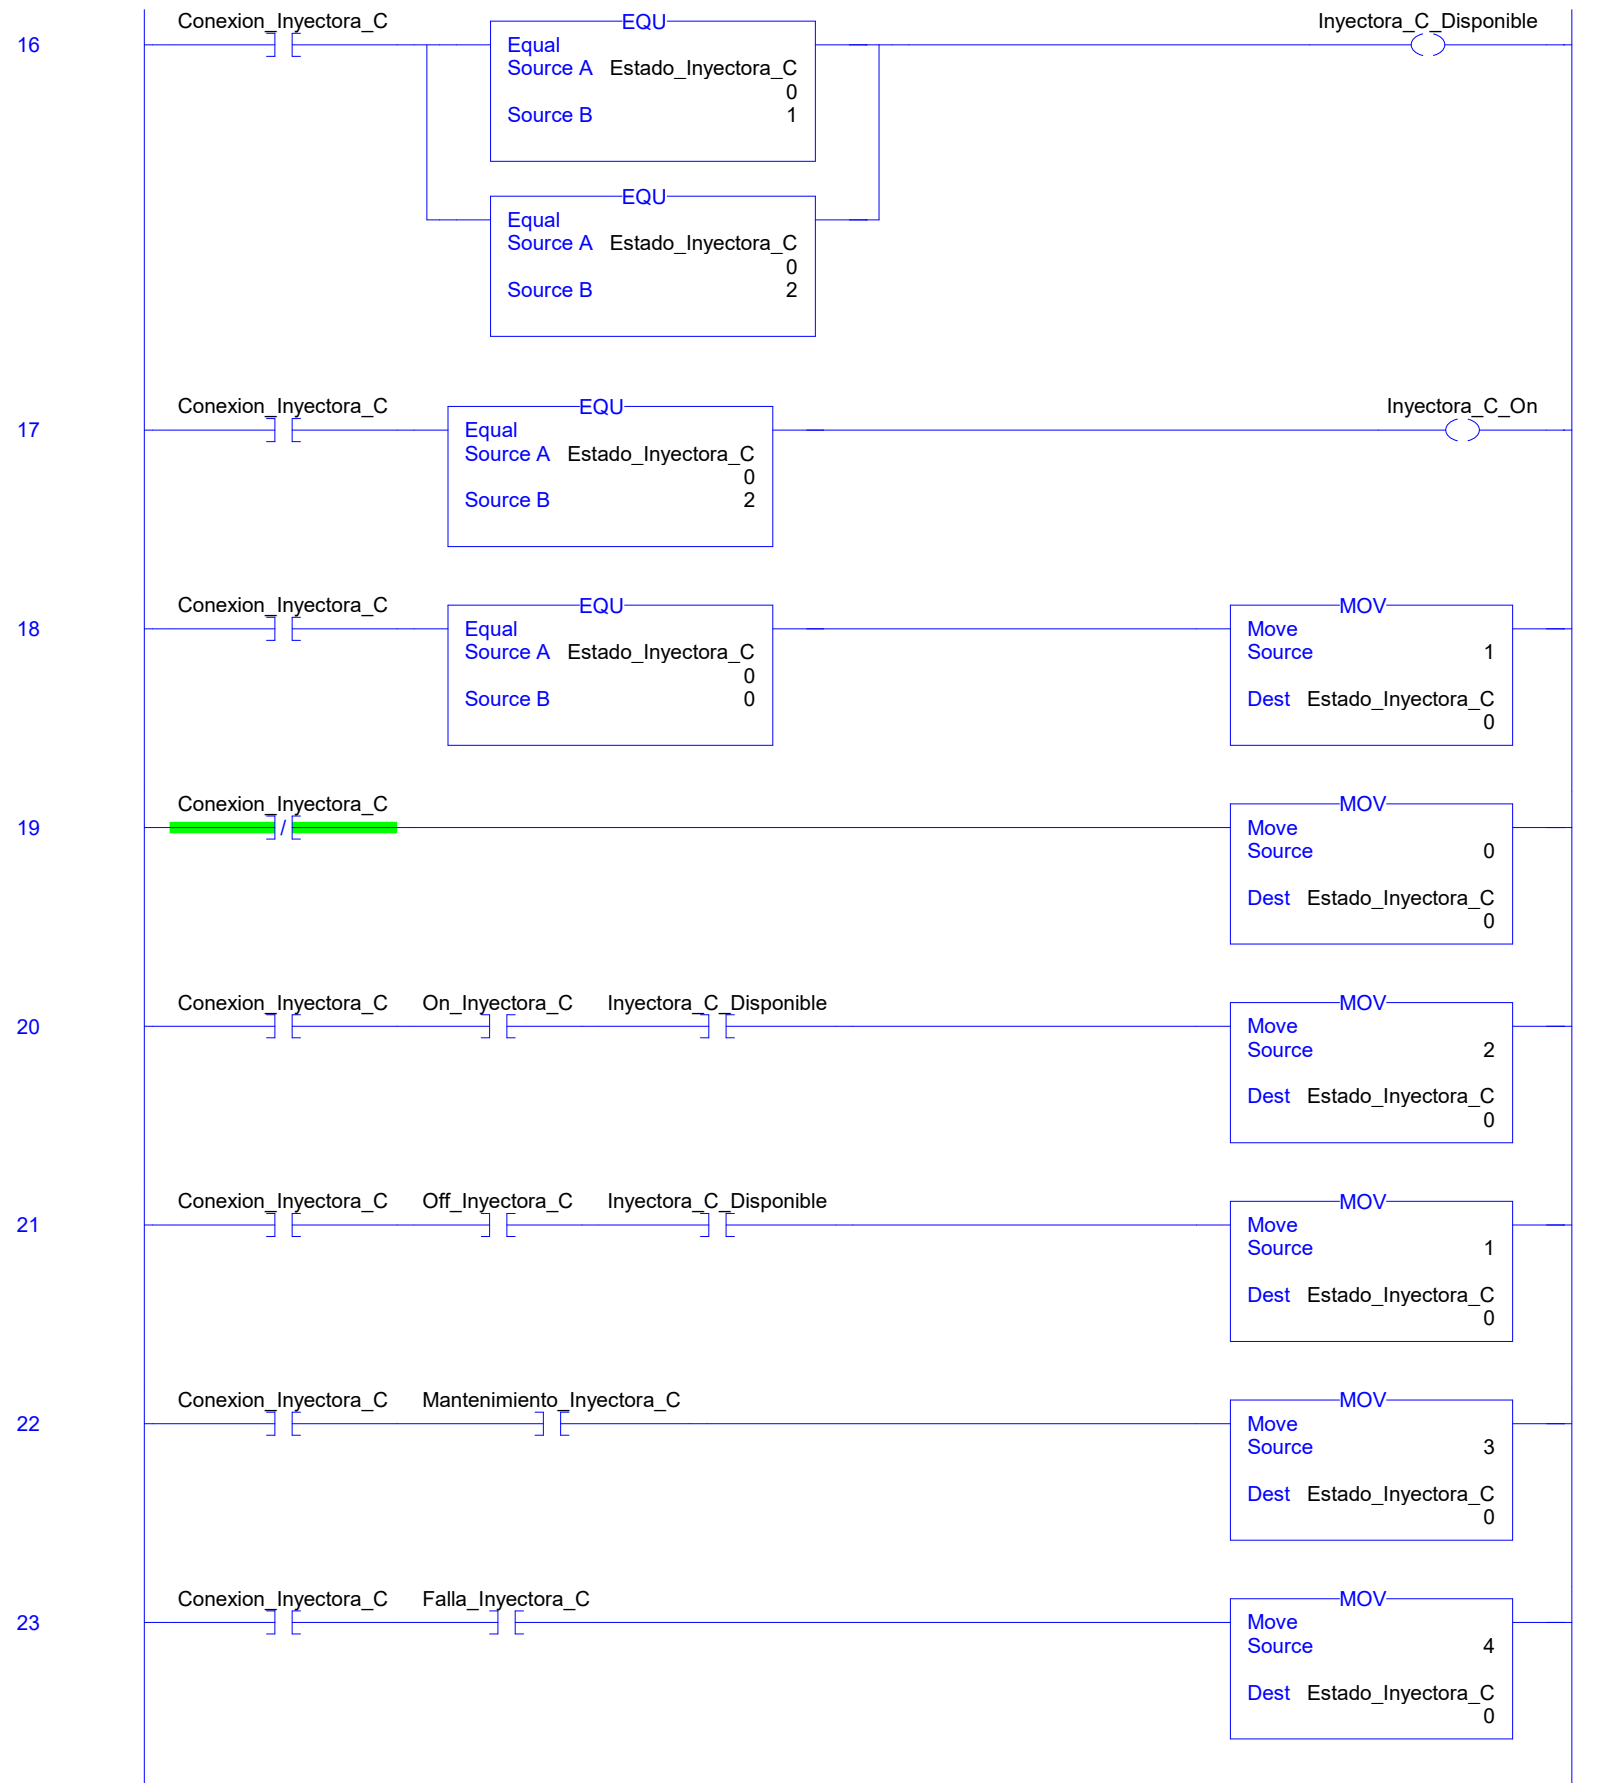 Conexion_Inyectora_C
Inyectora_C_Disponible
16
EQU
Equal
Source A Estado_Inyectora_C
0
Source B 1
EQU
Equal
Source A Estado_Inyectora_C
0
Source B 2
Conexion_Inyectora_C
Inyectora_C_On
17
EQU
Equal
Source A Estado_Inyectora_C
0
Source B 2
Conexion_Inyectora_C
18
EQU
Equal
Source A Estado_Inyectora_C
0
Source B 0
MOV
Move
Source 1
Dest Estado_Inyectora_C
0
Conexion_Inyectora_C
19
/
MOV
Move
Source 0
Dest Estado_Inyectora_C
0
Conexion_Inyectora_C On_Inyectora_C Inyectora_C_Disponible
20
MOV
Move
Source 2
Dest Estado_Inyectora_C
0
Conexion_Inyectora_C Off_Inyectora_C Inyectora_C_Disponible
21
MOV
Move
Source 1
Dest Estado_Inyectora_C
0
Conexion_Inyectora_C Mantenimiento_Inyectora_C
22
MOV
Move
Source 3
Dest Estado_Inyectora_C
0
Conexion_Inyectora_C Falla_Inyectora_C
23
MOV
Move
Source 4
Dest Estado_Inyectora_C
0